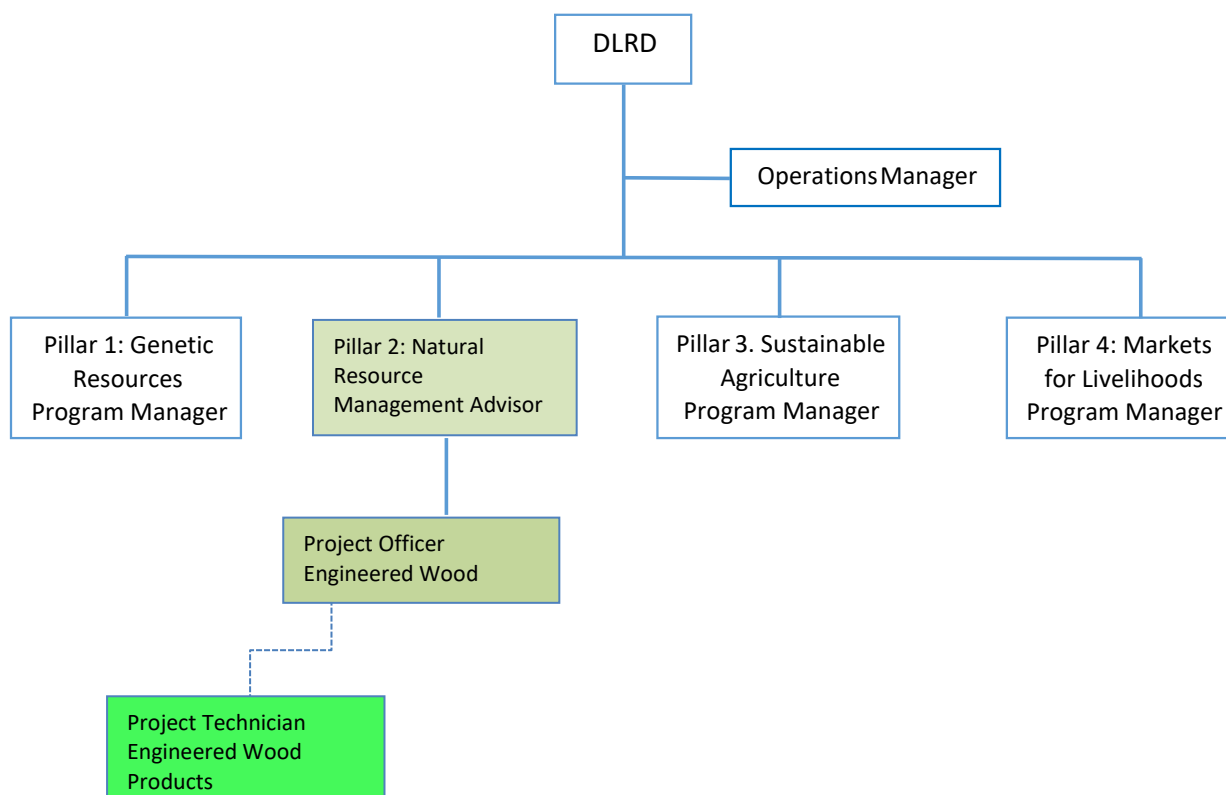 DLRD
Operations Manager
Pillar 1: Genetic
Resources
Program Manager
Pillar 2: Natural
Resource
Management Advisor
Pillar 3. Sustainable
Agriculture
Program Manager
Pillar 4: Markets
for Livelihoods
Program Manager
Project Officer
Engineered Wood
Project Technician
Engineered Wood
Products